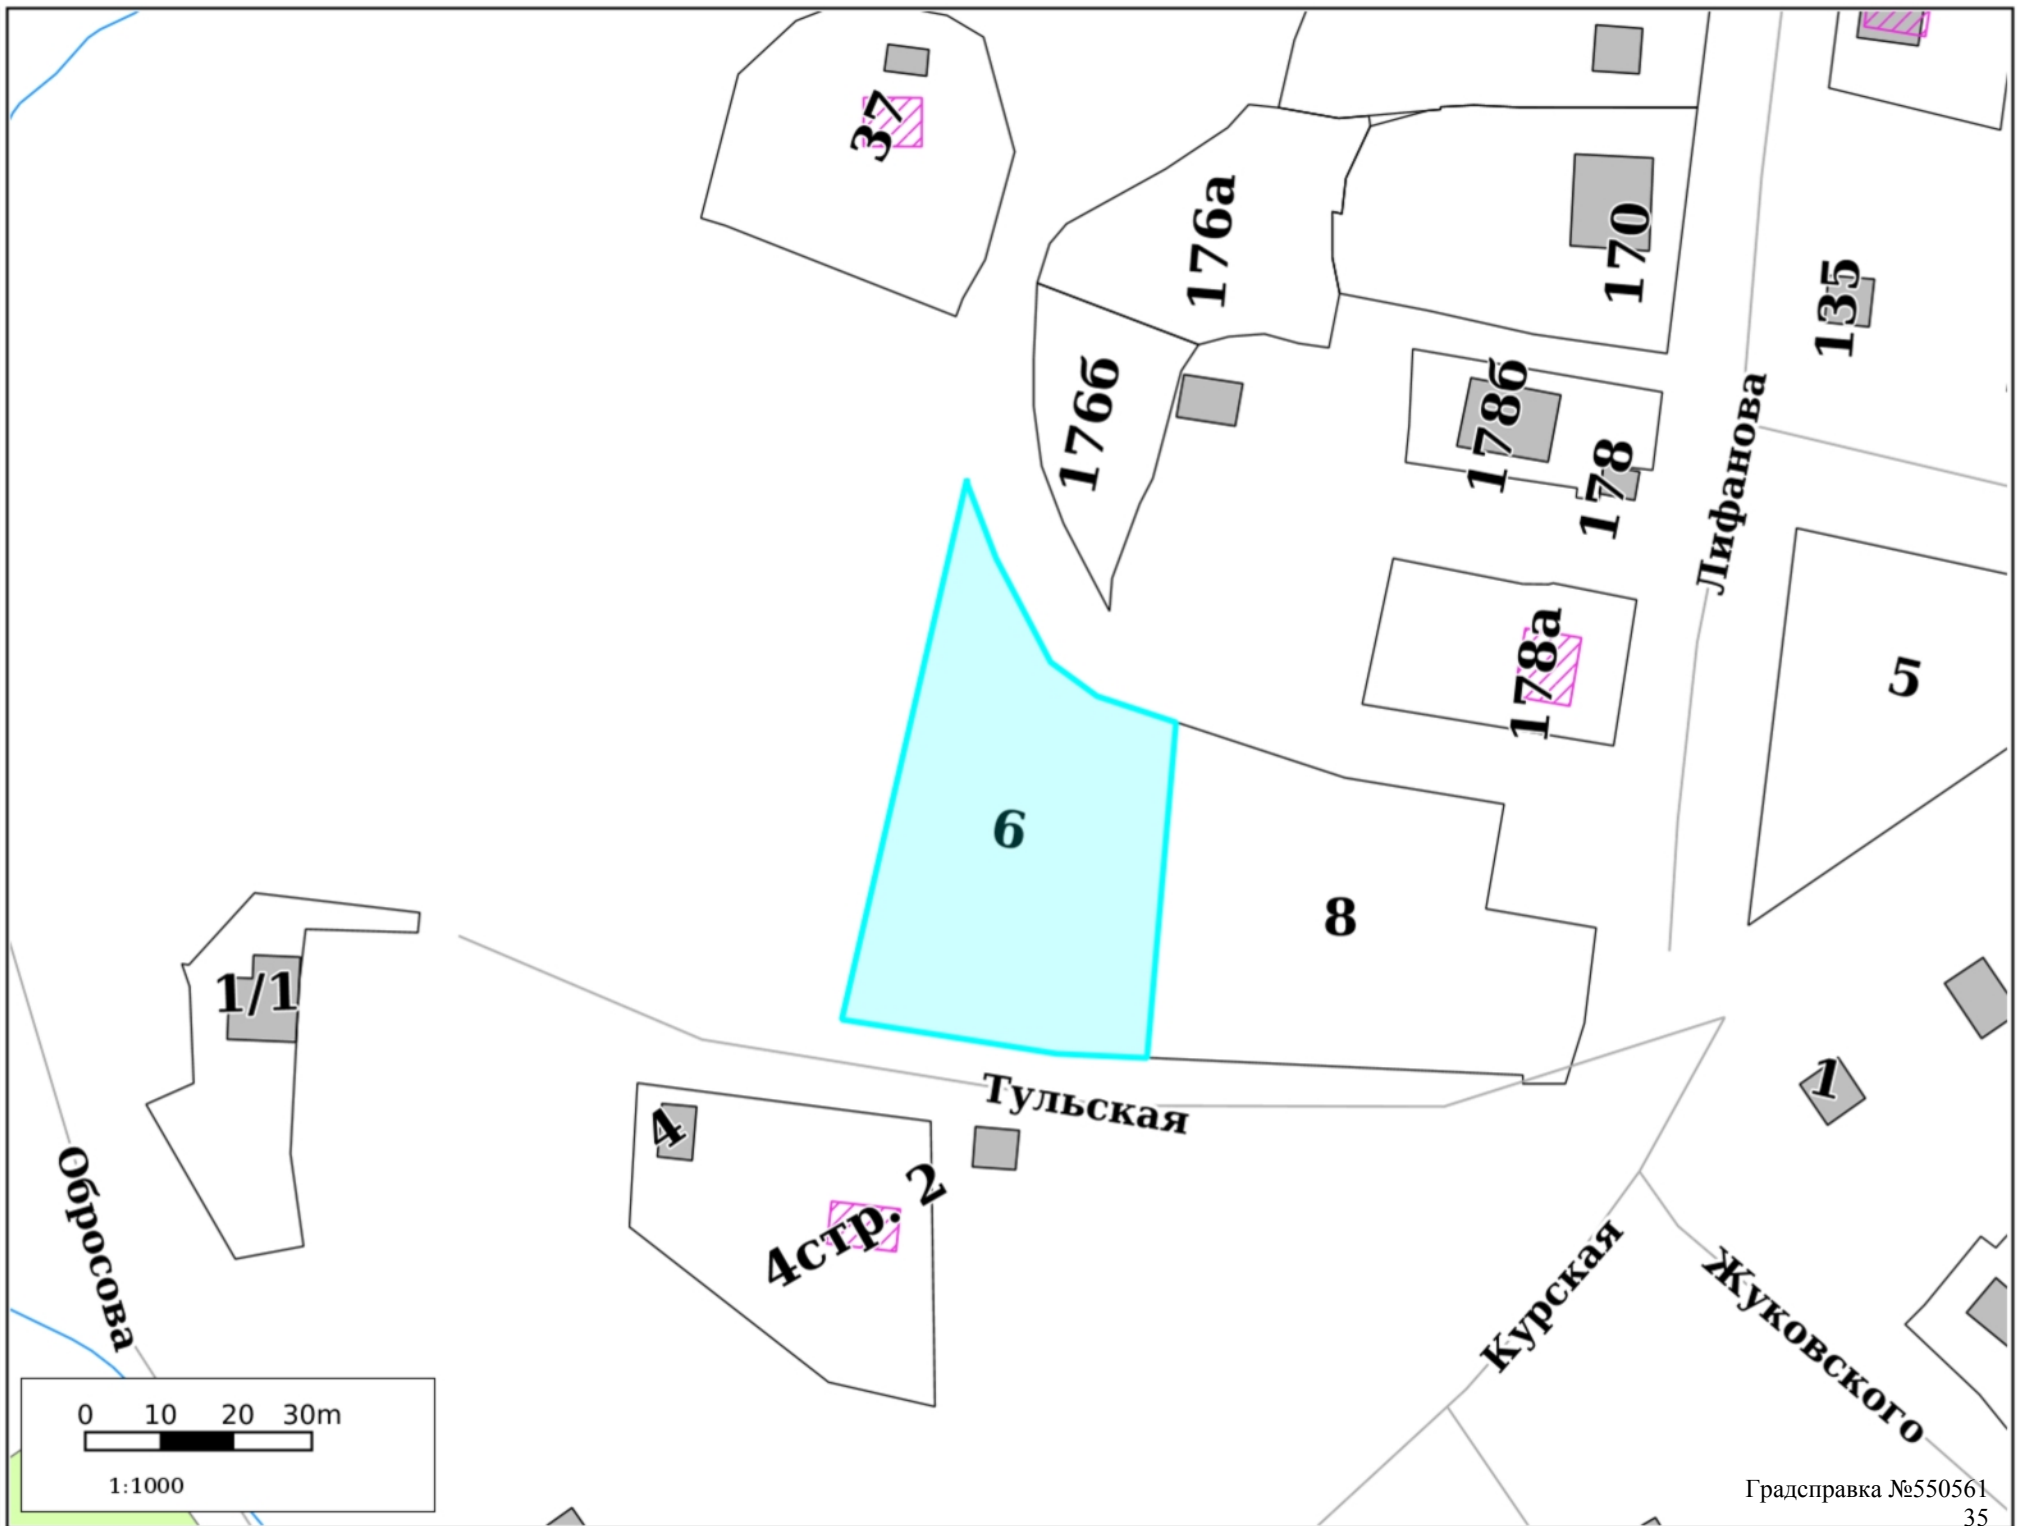 37
176а
170
135
176б
178б
178
Лифанова
178а
5
6
8
1/1
Тульская
1
4
4стр. 2
Обросова
Курская
Жуковского
0 10 20 30m
1:1000
Градсправка №550561
35